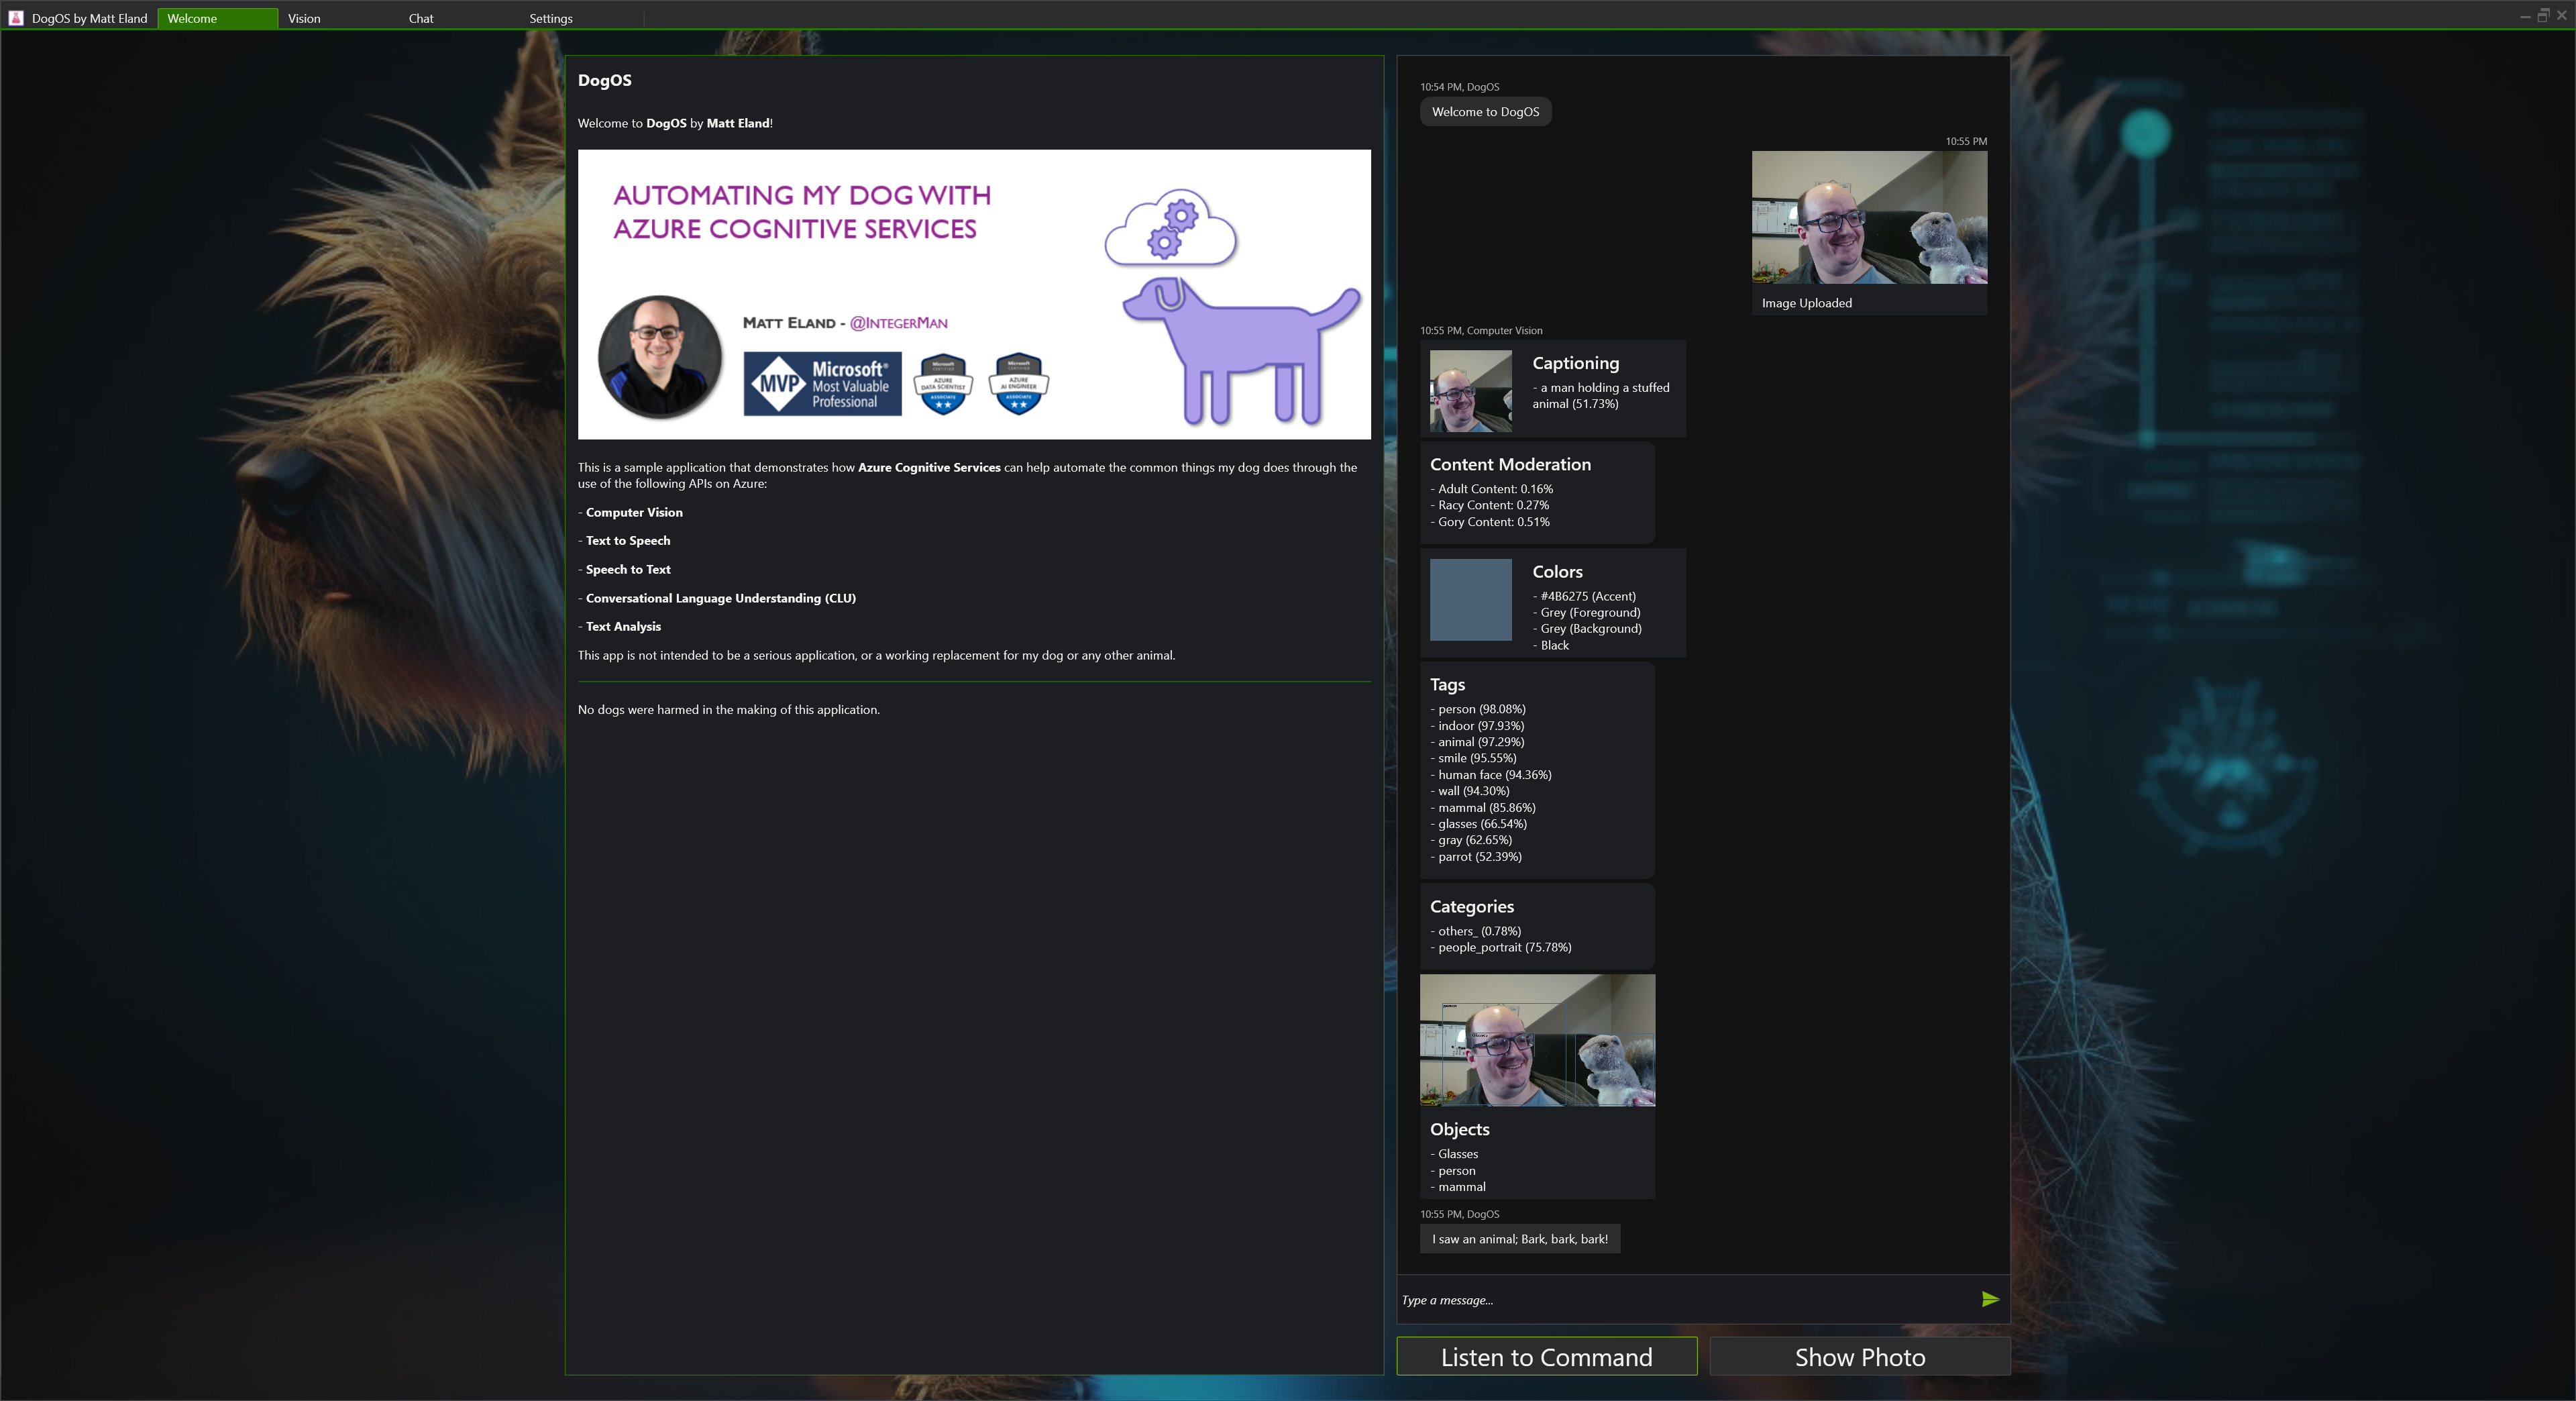 DogOS by Matt Eland
Welcome
Vision
Chat
Settings
DogOS
Welcome to DogOS by Matt Eland!
AUTOMATING MY DOG WITH
AZURE COGNITIVE SERVICES
MATT ELAND - @INTEGERMAN
MVP
Microsoft®
Most Valuable
Professional
Microsoft
CERTIFIED
AZURE
DATA SCIENTIST
ASSOCIATE
Microsoft
CERTIFIED
AZURE
AI ENGINEER
ASSOCIATE
This is a sample application that demonstrates how Azure Cognitive Services can help automate the common things my dog does through the
use of the following APIs on Azure:
- Computer Vision
- Text to Speech
- Speech to Text
- Conversational Language Understanding (CLU)
- Text Analysis
This app is not intended to be a serious application, or a working replacement for my dog or any other animal.
No dogs were harmed in the making of this application.
10:54 PM, DogOS
Welcome to DogOS
10:55 PM
Image Uploaded
10:55 PM, Computer Vision
Captioning
- a man holding a stuffed
animal (51.73%)
Content Moderation
- Adult Content: 0.16%
- Racy Content: 0.27%
- Gory Content: 0.51%
Colors
- #4B6275 (Accent)
- Grey (Foreground)
- Grey (Background)
- Black
Tags
- person (98.08%)
- indoor (97.93%)
- animal (97.29%)
- smile (95.55%)
- human face (94.36%)
- wall (94.30%)
- mammal (85.86%)
- glasses (66.54%)
- gray (62.65%)
- parrot (52.39%)
Categories
- others_ (0.78%)
- people_portrait (75.78%)
Objects
- Glasses
- person
- mammal
10:55 PM, DogOS
I saw an animal; Bark, bark, bark!
Type a message...
Listen to Command
Show Photo